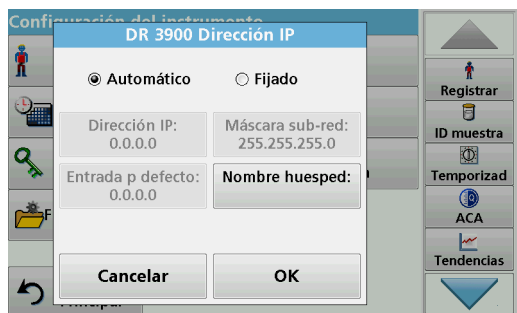 Configuración del instrumento
DR 3900 Dirección IP
Automático
Fijado
Dirección IP:
0.0.0.0
Máscara sub-red:
255.255.255.0
Entrada p defecto:
0.0.0.0
Nombre huesped:
Cancelar
OK
Principal
Registrar
ID muestra
Temporizad
ACA
Tendencias